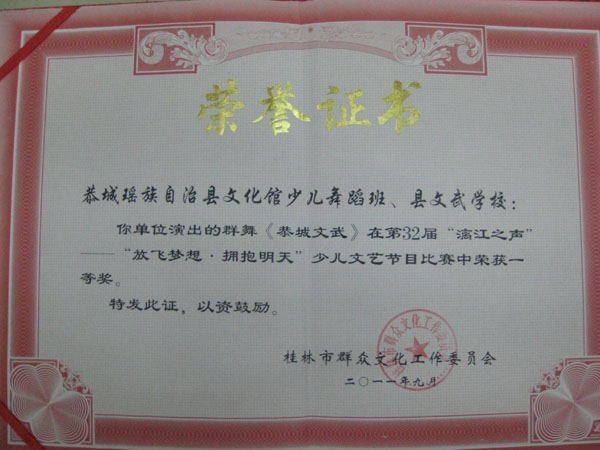 荣誉证书
恭城瑶族自治县文化馆少儿舞蹈班、县文武学校：
你单位演出的群舞《恭城文武》在第32届“漓江之声”
——“放飞梦想·拥抱明天”少儿文艺节目比赛中荣获一
等奖。
特发此证，以资鼓励。
桂林市群众文化工作委员会
二〇一一年九月